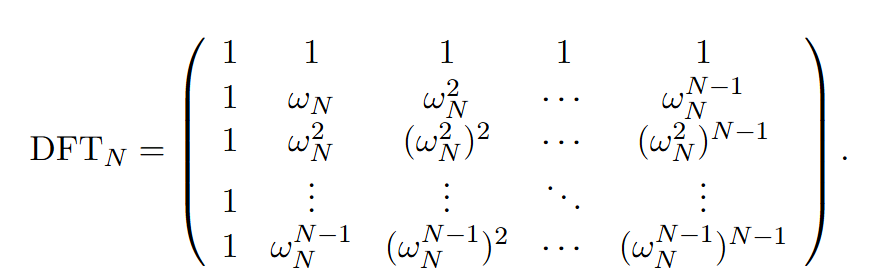 DFT_N = ( 1 1 1 1 1
1 ω_N ω_N^2 ⋯ ω_N^{N−1}
1 ω_N^2 (ω_N^2)^2 ⋯ (ω_N^2)^{N−1}
1 ⋮ ⋮ ⋱ ⋮
1 ω_N^{N−1} (ω_N^{N−1})^2 ⋯ (ω_N^{N−1})^{N−1} ) .